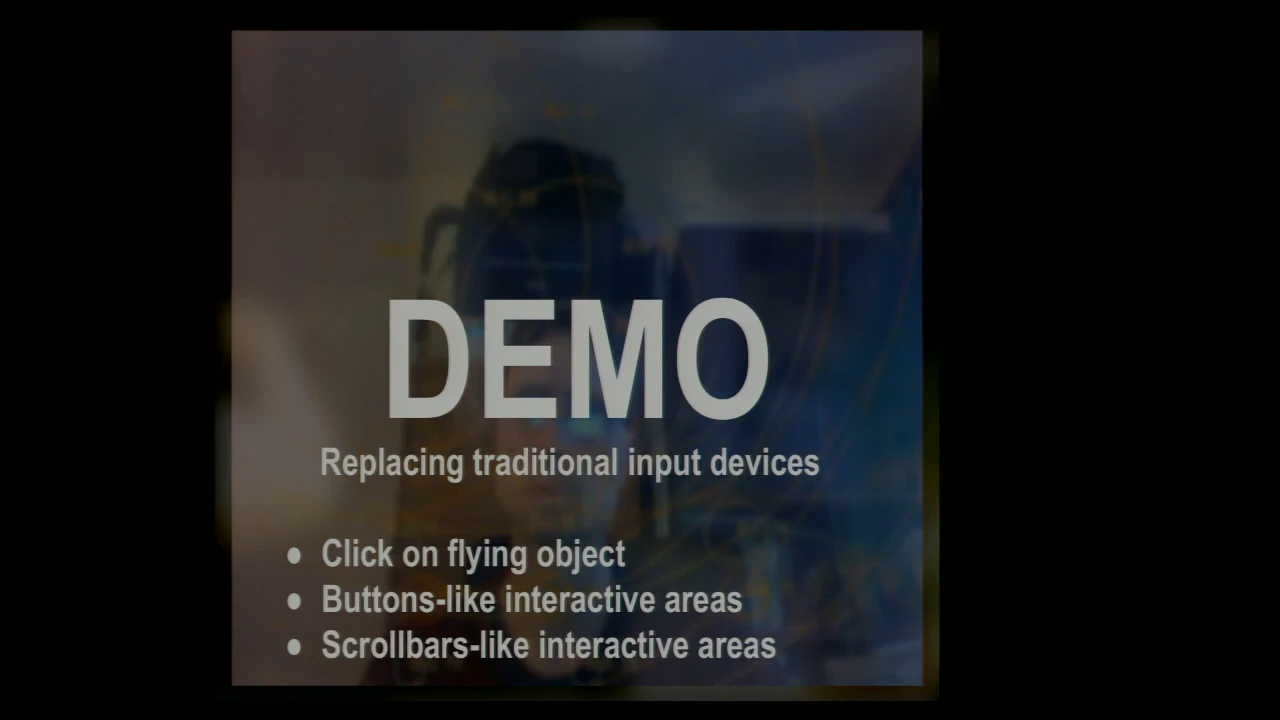 DEMO
Replacing traditional input devices
● Click on flying object
● Buttons-like interactive areas
● Scrollbars-like interactive areas